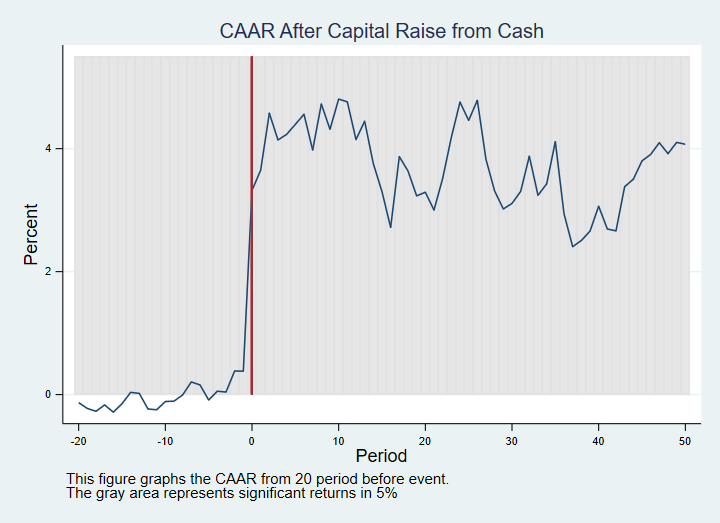 CAAR After Capital Raise from Cash
Percent
4
2
0
-20
-10
0
10
20
30
40
50
Period
This figure graphs the CAAR from 20 period before event.
The gray area represents significant returns in 5%